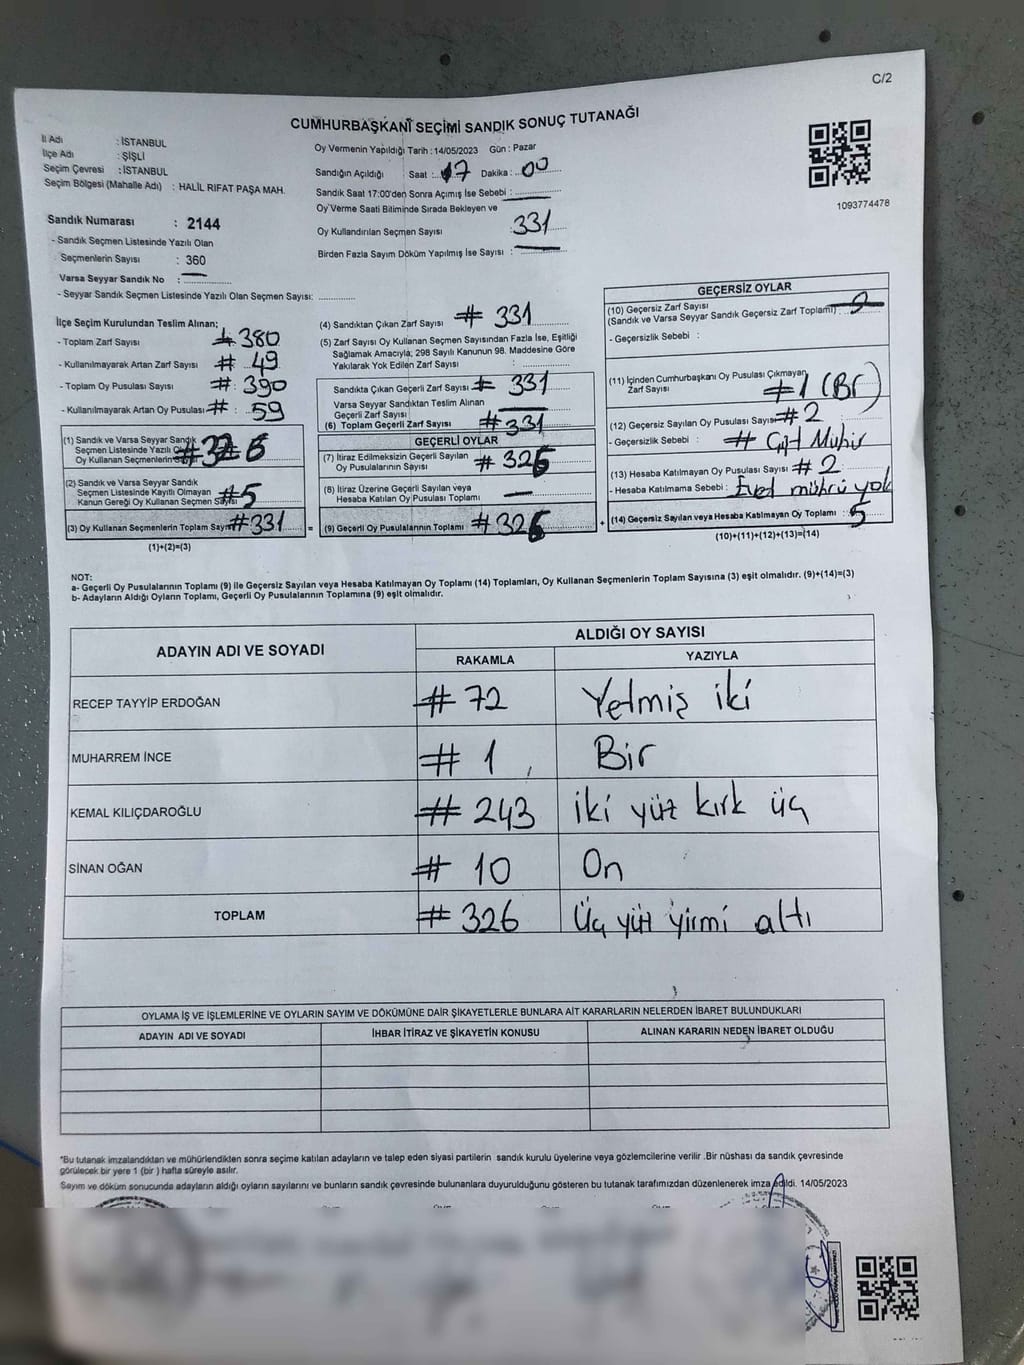 C/2
CUMHURBAŞKANI SEÇİMİ SANDIK SONUÇ TUTANAĞI
İl Adı : İSTANBUL
İlçe Adı : ŞİŞLİ
Seçim Çevresi : İSTANBUL
Seçim Bölgesi (Mahalle Adı) : HALİL RIFAT PAŞA MAH.
Sandık Numarası : 2144
- Sandık Seçmen Listesinde Yazılı Olan
Seçmenlerin Sayısı : 360
Varsa Seyyar Sandık No :
- Seyyar Sandık Seçmen Listesinde Yazılı Olan Seçmen Sayısı:
Oy Vermenin Yapıldığı Tarih : 14/05/2023 Gün : Pazar
Sandığın Açıldığı Saat : 17 Dakika : 00
Sandık Saat 17:00'den Sonra Açımış İse Sebebi :
Oy Verme Saati Bitiminde Sırada Bekleyen ve
Oy Kullandırılan Seçmen Sayısı : 331
Birden Fazla Sayım Döküm Yapılmış İse Sayısı :
1093774478
İlçe Seçim Kurulundan Teslim Alınan;
- Toplam Zarf Sayısı # 380
- Kullanılmayarak Artan Zarf Sayısı # : 49
- Toplam Oy Pusulası Sayısı # : 390
- Kullanılmayarak Artan Oy Pusulası # : 59
(1) Sandık ve Varsa Seyyar Sandık
Seçmen Listesinde Yazılı
Oy Kullanan Seçmenlerin
(2) Sandık ve Varsa Seyyar Sandık
Seçmen Listesinde Kayıtlı Olmayan
Kanun Gereği Oy Kullanan Seçmen Sayısı #5
(3) Oy Kullanan Seçmenlerin Toplam #331
(1)+(2)=(3)
(4) Sandıktan Çıkan Zarf Sayısı # 331
(5) Zarf Sayısı Oy Kullanan Seçmen Sayısından Fazla İse, Eşitliği
Sağlamak Amacıyla; 298 Sayılı Kanunun 98. Maddesine Göre
Yakılarak Yok Edilen Zarf Sayısı :
Sandıkta Çıkan Geçerli Zarf Sayısı # 331
Varsa Seyyar Sandıktan Teslim Alınan
Geçerli Zarf Sayısı
(6) Toplam Geçerli Zarf Sayısı # 331
GEÇERLİ OYLAR
(7) İtiraz Edilmeksizin Geçerli Sayılan
Oy Pusulalarının Sayısı # 326
(8) İtiraz Üzerine Geçerli Sayılan veya
Hesaba Katılan Oy Pusulası Toplamı —
= (9) Geçerli Oy Pusulalarının Toplamı # 326 +
GEÇERSİZ OYLAR
(10) Geçersiz Zarf Sayısı
(Sandık ve Varsa Seyyar Sandık Geçersiz Zarf Toplamı) :
- Geçersizlik Sebebi :
(11) İçinden Cumhurbaşkanı Oy Pusulası Çıkmayan
Zarf Sayısı # 1 (Bir)
(12) Geçersiz Sayılan Oy Pusulası Sayısı # 2
- Geçersizlik Sebebi : # Çift Mühür
(13) Hesaba Katılmayan Oy Pusulası Sayısı # 2
- Hesaba Katılmama Sebebi : Evet mührü yok
(14) Geçersiz Sayılan veya Hesaba Katılmayan Oy Toplamı : 5
(10)+(11)+(12)+(13)=(14)
NOT:
a- Geçerli Oy Pusulalarının Toplamı (9) ile Geçersiz Sayılan veya Hesaba Katılmayan Oy Toplamı (14) Toplamları, Oy Kullanan Seçmenlerin Toplam Sayısına (3) eşit olmalıdır. (9)+(14)=(3)
b- Adayların Aldığı Oyların Toplamı, Geçerli Oy Pusulalarının Toplamına (9) eşit olmalıdır.
ADAYIN ADI VE SOYADI
ALDIĞI OY SAYISI
RAKAMLA YAZIYLA
RECEP TAYYİP ERDOĞAN # 72 Yetmiş iki
MUHARREM İNCE # 1 Bir
KEMAL KILIÇDAROĞLU # 243 iki yüz kırk üç
SİNAN OĞAN # 10 On
TOPLAM # 326 Üç yüz yirmi altı
OYLAMA İŞ VE İŞLEMLERİNE VE OYLARIN SAYIM VE DÖKÜMÜNE DAİR ŞİKAYETLERLE BUNLARA AİT KARARLARIN NELERDEN İBARET BULUNDUKLARI
ADAYIN ADI VE SOYADI İHBAR İTİRAZ VE ŞİKAYETİN KONUSU ALINAN KARARIN NEDEN İBARET OLDUĞU
*Bu tutanak imzalandıktan ve mühürlendikten sonra seçime katılan adayların ve talep eden siyasi partilerin sandık kurulu üyelerine veya gözlemcilerine verilir .Bir nüshası da sandık çevresinde
görülecek bir yere 1 (bir) hafta süreyle asılır.
Sayım ve döküm sonucunda adayların aldığı oyların sayılarını ve bunların sandık çevresinde bulunanlara duyurulduğunu gösteren bu tutanak tarafımızdan düzenlenerek imza edildi. 14/05/2023